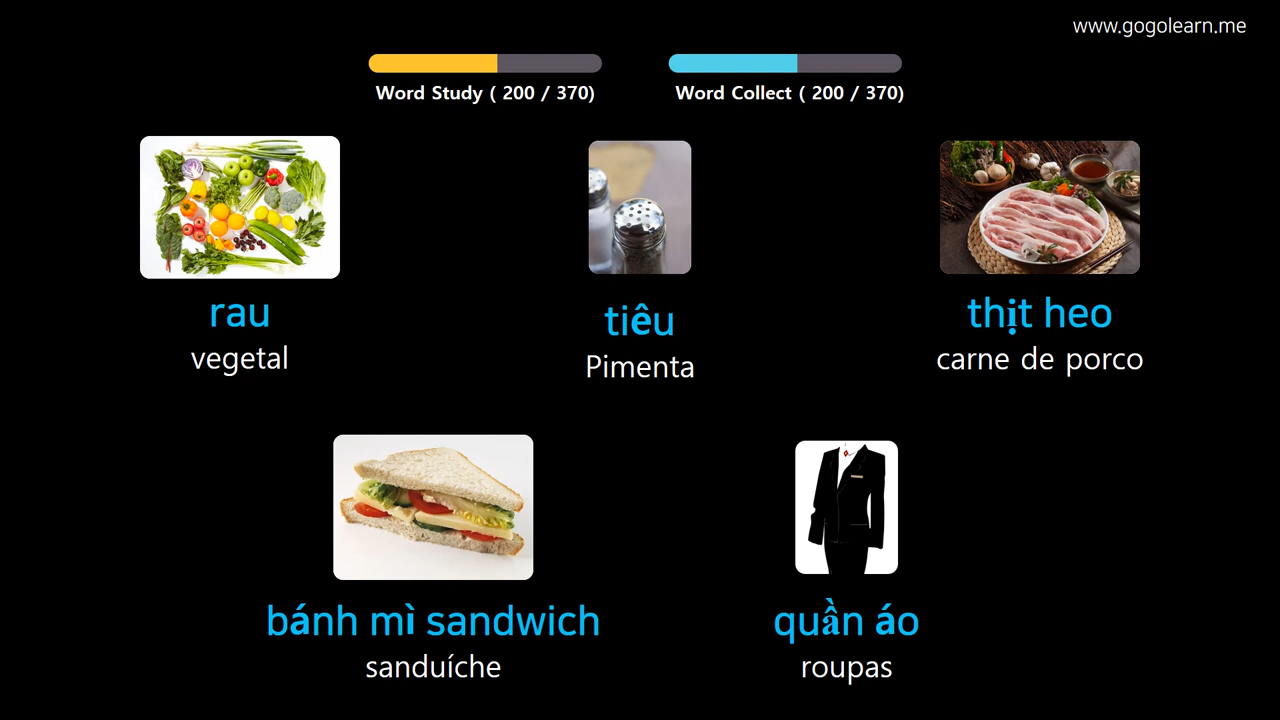 www.gogolearn.me
Word Study ( 200 / 370)
Word Collect ( 200 / 370)
rau
vegetal
tiêu
Pimenta
thịt heo
carne de porco
bánh mì sandwich
sanduíche
quần áo
roupas